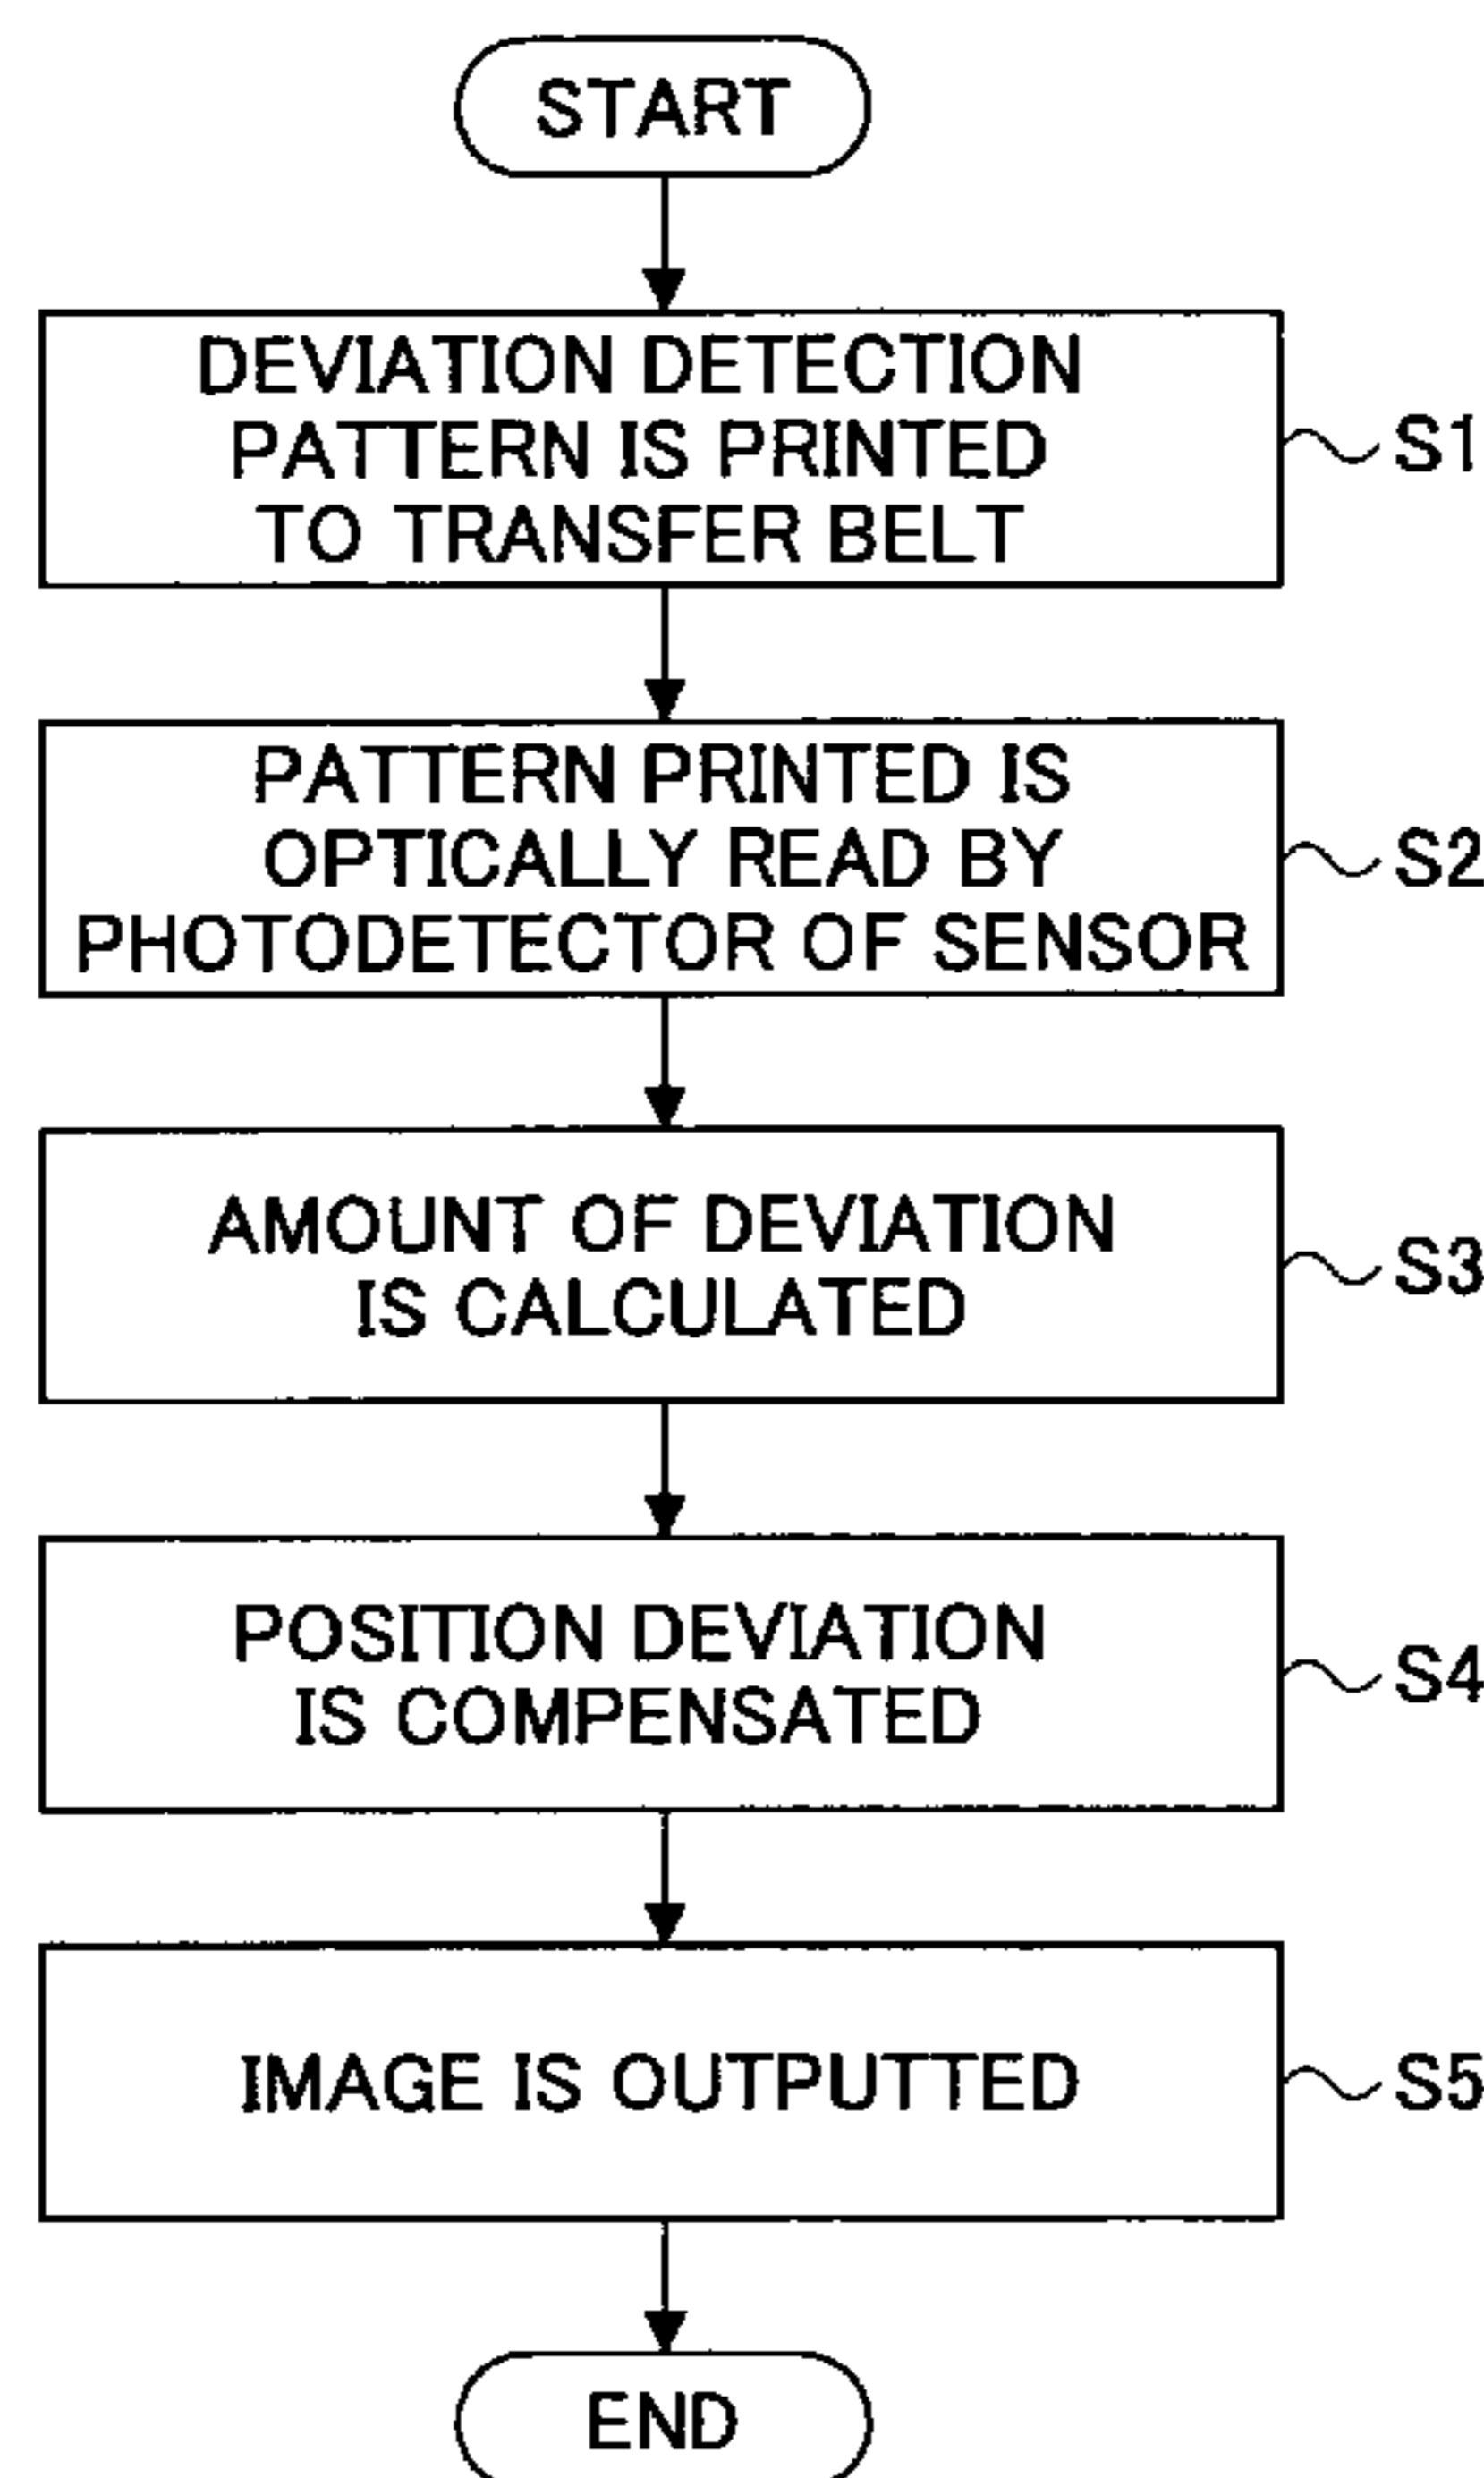 START
DEVIATION DETECTION
PATTERN IS PRINTED
TO TRANSFER BELT
S1
PATTERN PRINTED IS
OPTICALLY READ BY
PHOTODETECTOR OF SENSOR
S2
AMOUNT OF DEVIATION
IS CALCULATED
S3
POSITION DEVIATION
IS COMPENSATED
S4
IMAGE IS OUTPUTTED
S5
END